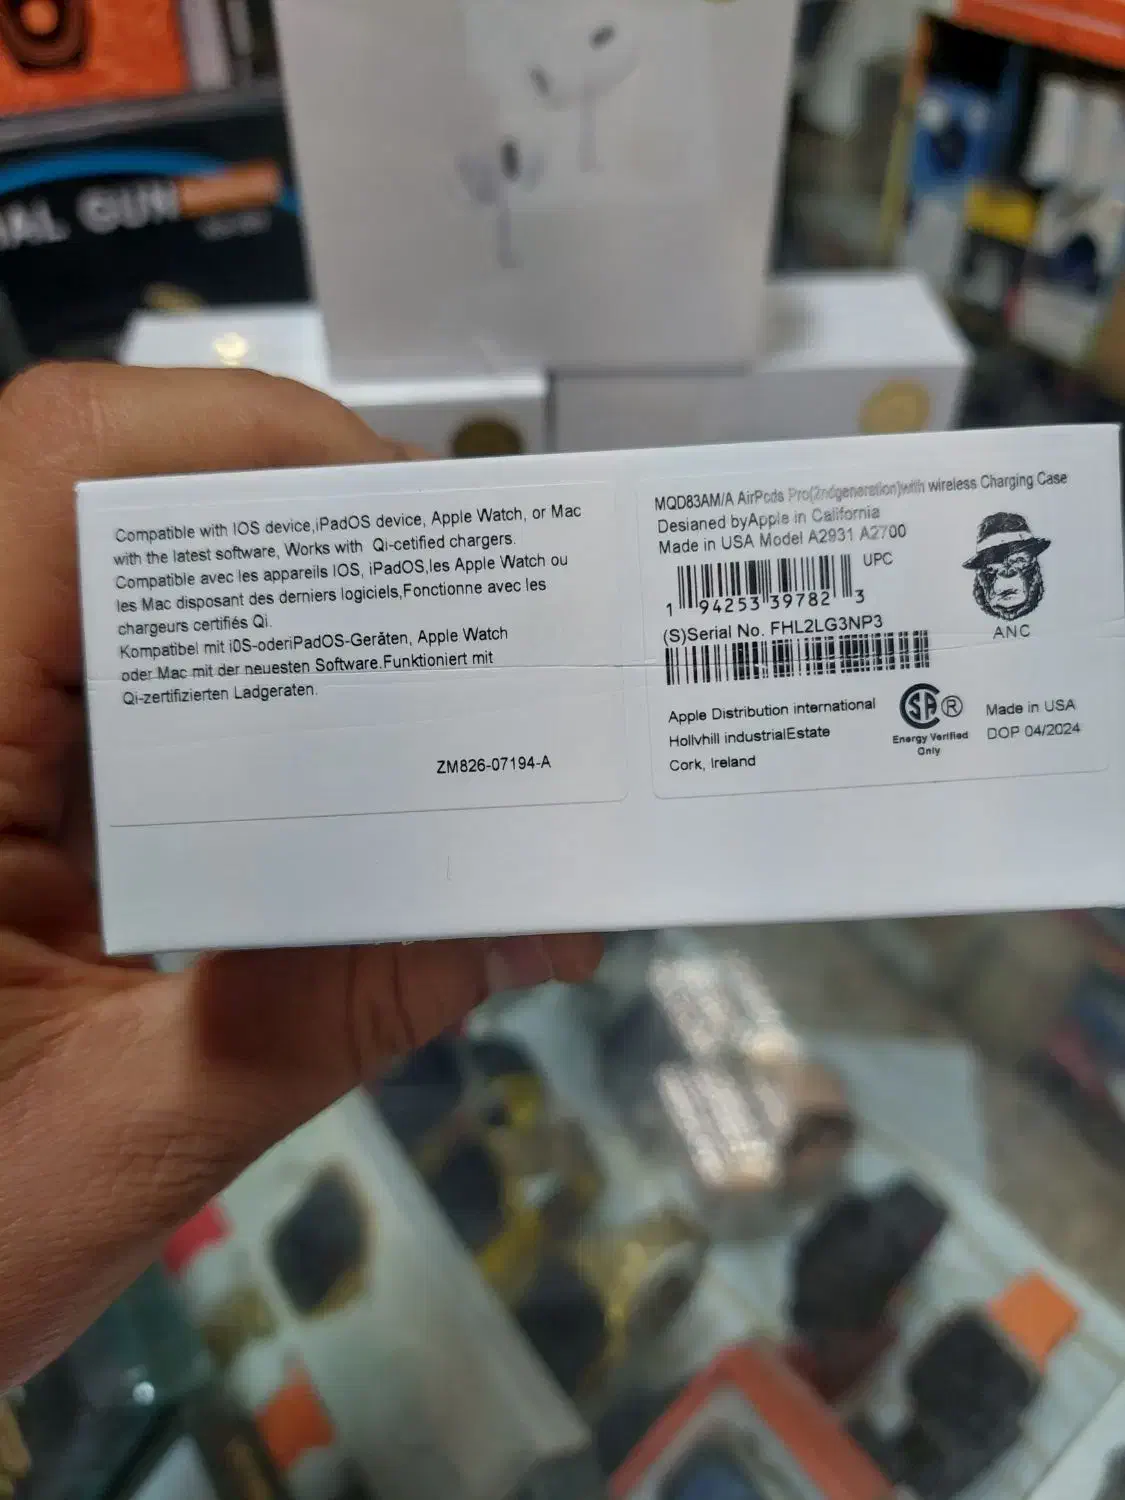 GUN
Compatible with IOS device,iPadOS device, Apple Watch, or Mac
with the latest software, Works with Qi-cetified chargers.
Compatible avec les appareils IOS, iPadOS,les Apple Watch ou
les Mac disposant des derniers logiciels,Fonctionne avec les
chargeurs certifiés Qi.
Kompatibel mit i0S-oderiPadOS-Geräten, Apple Watch
oder Mac mit der neuesten Software.Funktioniert mit
Qi-zertifizierten Ladgeraten.
ZM826-07194-A
MQD83AM/A AirPods Pro(2ndgeneration)with wireless Charging Case
Desianed byApple in California
Made in USA Model A2931 A2700
UPC
1 94253 39782 3
(S)Serial No. FHL2LG3NP3
ANC
Apple Distribution international
Hollvhill industrialEstate
Cork, Ireland
SA ®
Energy Verified
Only
Made in USA
DOP 04/2024